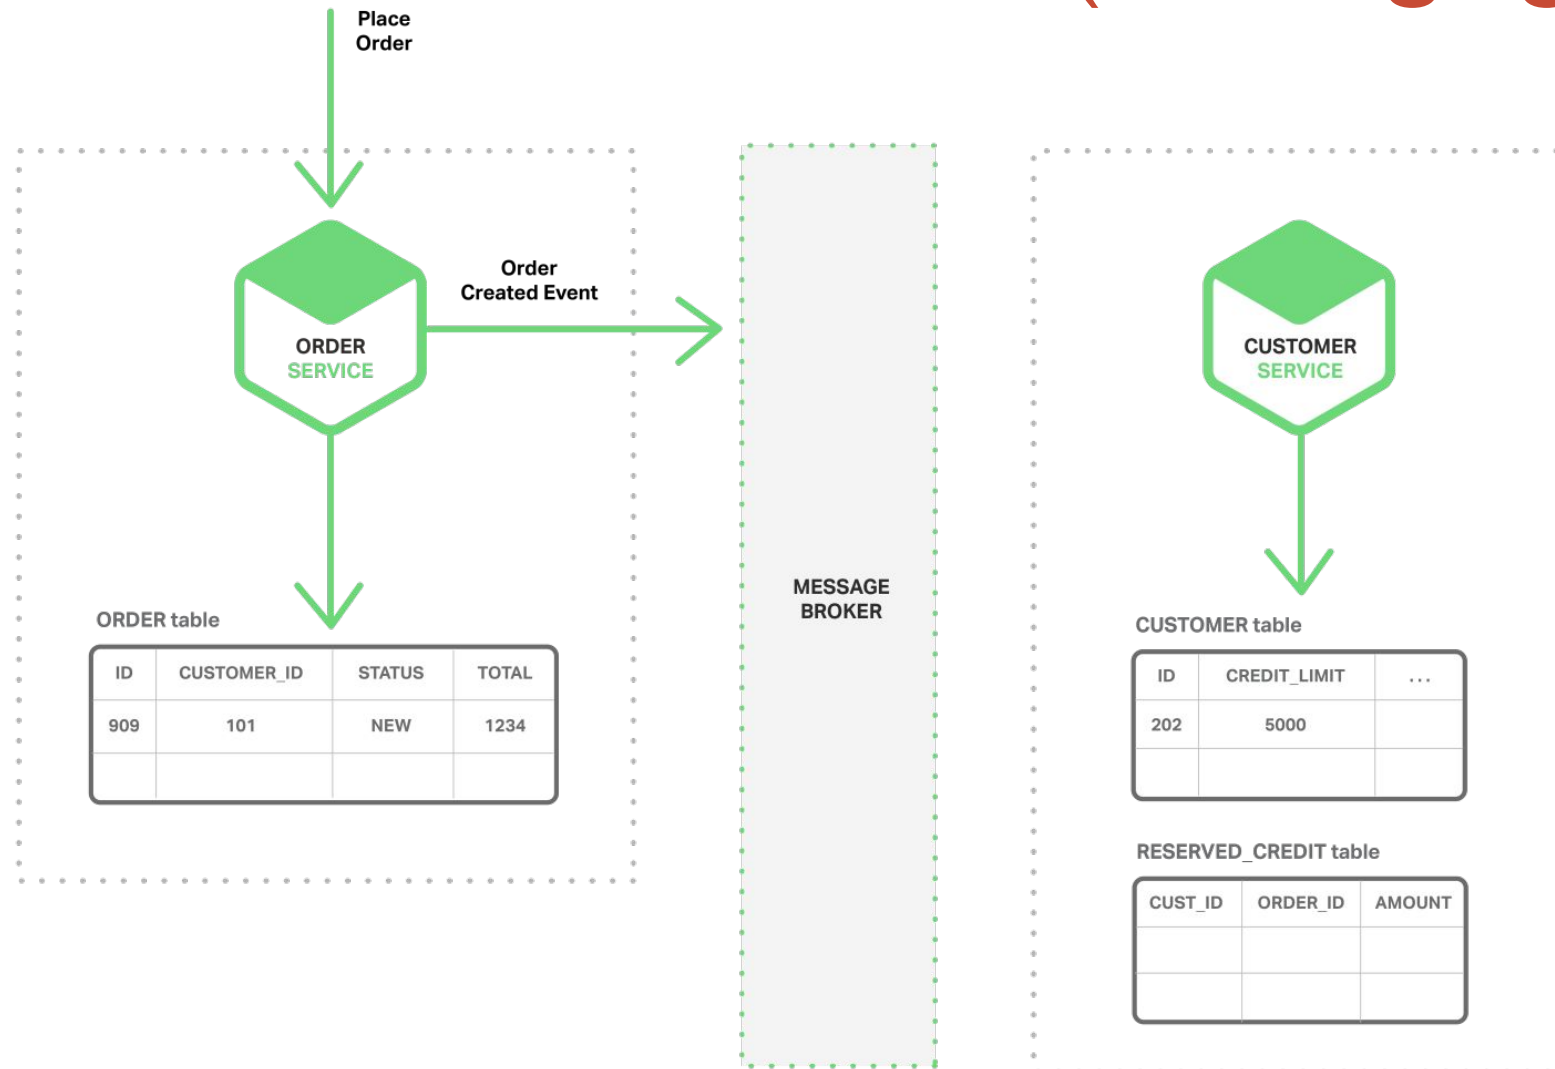 Place
Order
Order
Created Event
ORDER
SERVICE
CUSTOMER
SERVICE
MESSAGE
BROKER
ORDER table
ID CUSTOMER_ID STATUS TOTAL
909 101 NEW 1234
CUSTOMER table
ID CREDIT_LIMIT ...
202 5000
RESERVED_CREDIT table
CUST_ID ORDER_ID AMOUNT